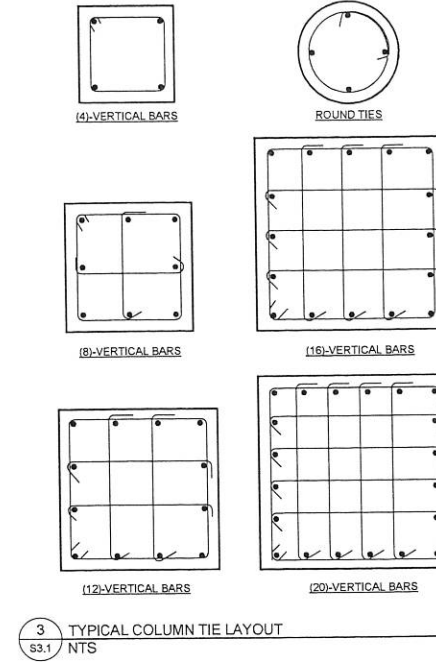 (4)-VERTICAL BARS
ROUND TIES
(8)-VERTICAL BARS
(16)-VERTICAL BARS
(12)-VERTICAL BARS
(20)-VERTICAL BARS
3 TYPICAL COLUMN TIE LAYOUT
S3.1 NTS